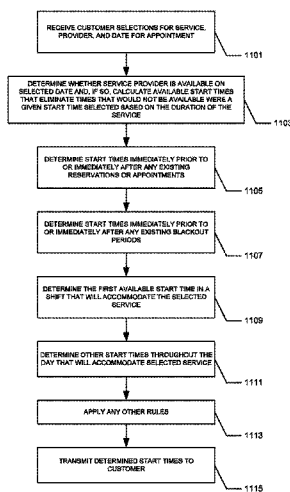 RECEIVE CUSTOMER SELECTIONS FOR SERVICE,
PROVIDER, AND DATE FOR APPOINTMENT
1101
DETERMINE WHETHER SERVICE PROVIDER IS AVAILABLE ON
SELECTED DATE AND, IF SO, CALCULATE AVAILABLE START TIMES
THAT ELIMINATE TIMES THAT WOULD NOT BE AVAILABLE WERE A
GIVEN START TIME SELECTED BASED ON THE DURATION OF THE
SERVICE
1103
DETERMINE START TIMES IMMEDIATELY PRIOR TO
OR IMMEDIATELY AFTER ANY EXISTING
RESERVATIONS OR APPOINTMENTS
1105
DETERMINE START TIMES IMMEDIATELY PRIOR TO
OR IMMEDIATELY AFTER ANY EXISTING BLACKOUT
PERIODS
1107
DETERMINE THE FIRST AVAILABLE START TIME IN A
SHIFT THAT WILL ACCOMMODATE THE SELECTED
SERVICE
1109
DETERMINE OTHER START TIMES THROUGHOUT THE
DAY THAT WILL ACCOMMODATE SELECTED SERVICE
1111
APPLY ANY OTHER RULES
1113
TRANSMIT DETERMINED START TIMES TO
CUSTOMER
1115